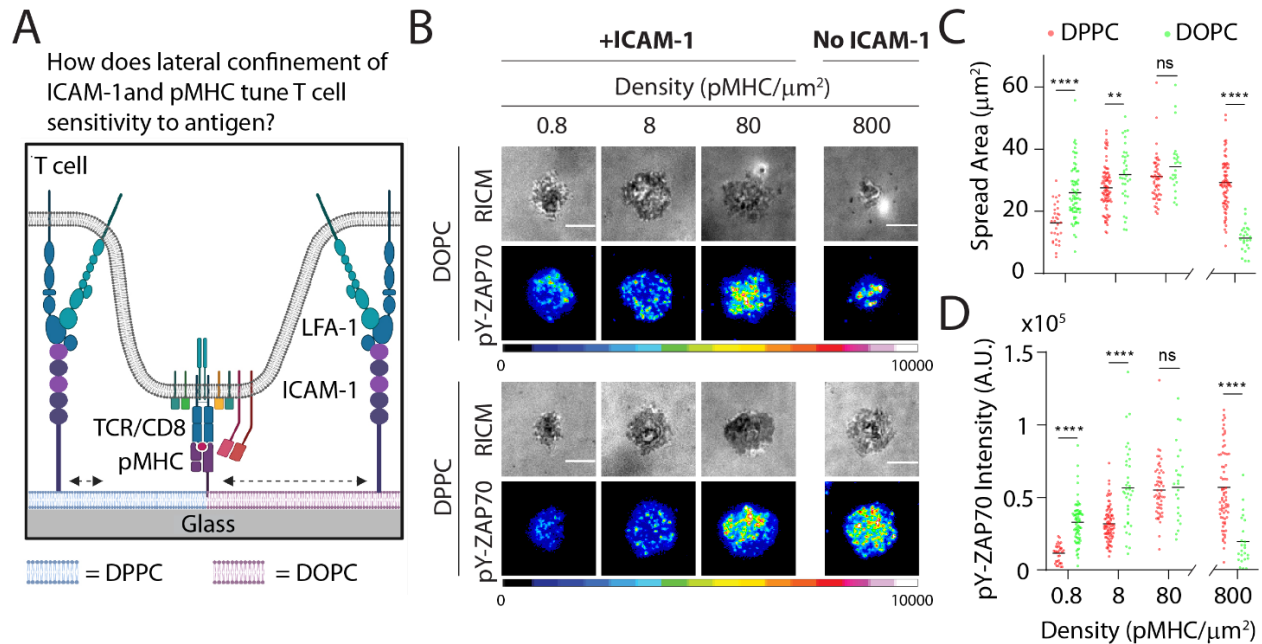 A
How does lateral confinement of
ICAM-1and pMHC tune T cell
sensitivity to antigen?
T cell
LFA-1
ICAM-1
TCR/CD8
pMHC
Glass
= DPPC
= DOPC
B
+ICAM-1
No ICAM-1
Density (pMHC/μm²)
0.8
8
80
800
DOPC
RICM
pY-ZAP70
0
10000
DPPC
RICM
pY-ZAP70
0
10000
C
DPPC
DOPC
Spread Area (μm²)
60
40
20
0
****
**
ns
****
D
x10⁵
pY-ZAP70 Intensity (A.U.)
1.5
1
0.5
0
****
****
ns
****
0.8
8
80
800
Density (pMHC/μm²)